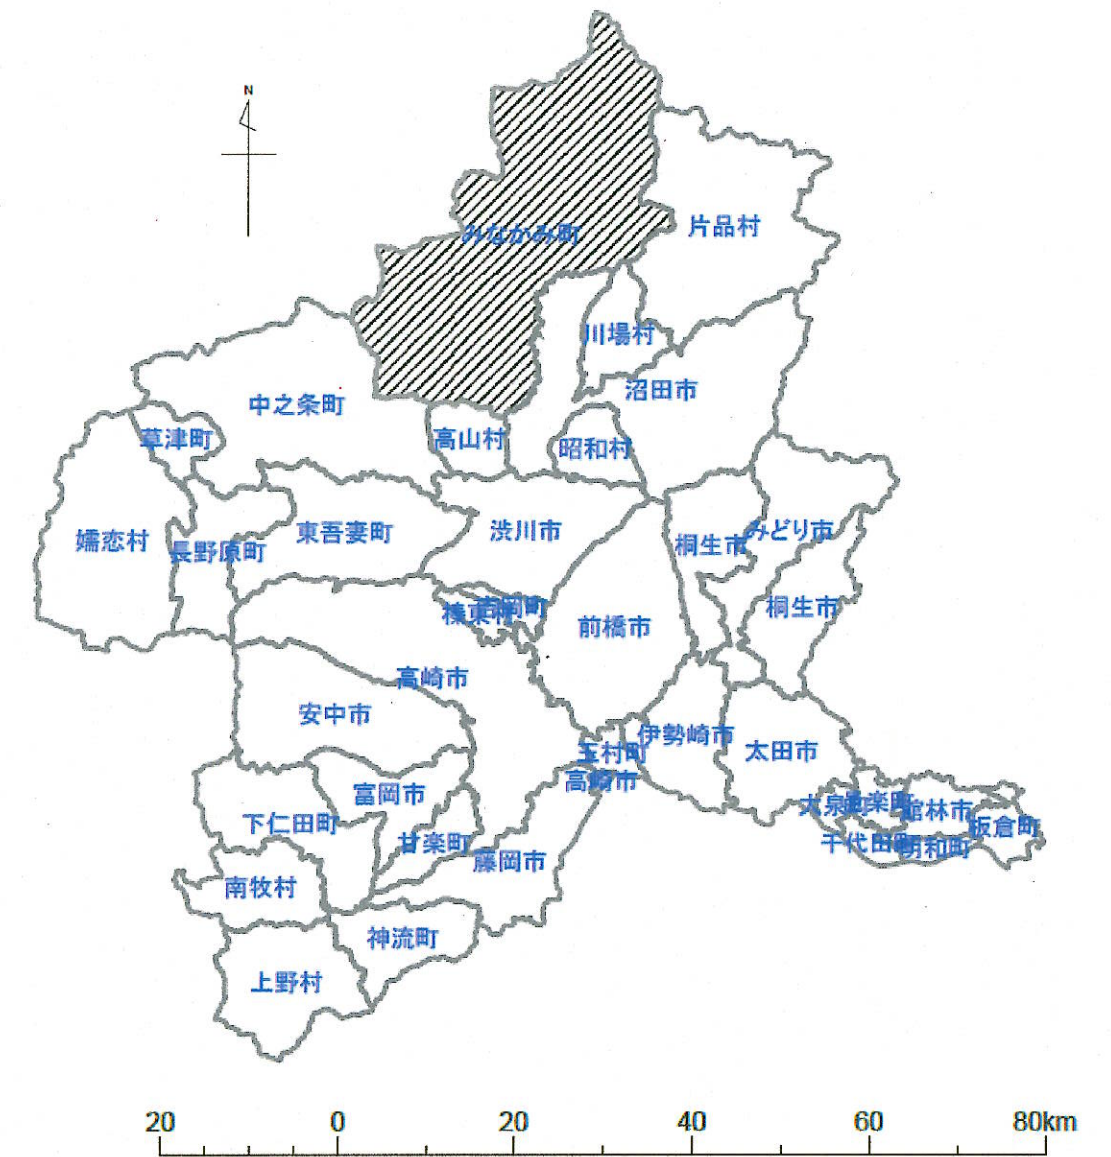 N
みなかみ町
片品村
川場村
沼田市
中之条町
草津町
高山村
昭和村
嬬恋村
長野原町
東吾妻町
渋川市
桐生市
みどり市
榛東村
吉岡町
前橋市
桐生市
高崎市
安中市
伊勢崎市
玉村町
太田市
高崎市
富岡市
下仁田町
甘楽町
藤岡市
大泉町
邑楽町
館林市
板倉町
千代田町
明和町
南牧村
神流町
上野村
20 0 20 40 60 80km